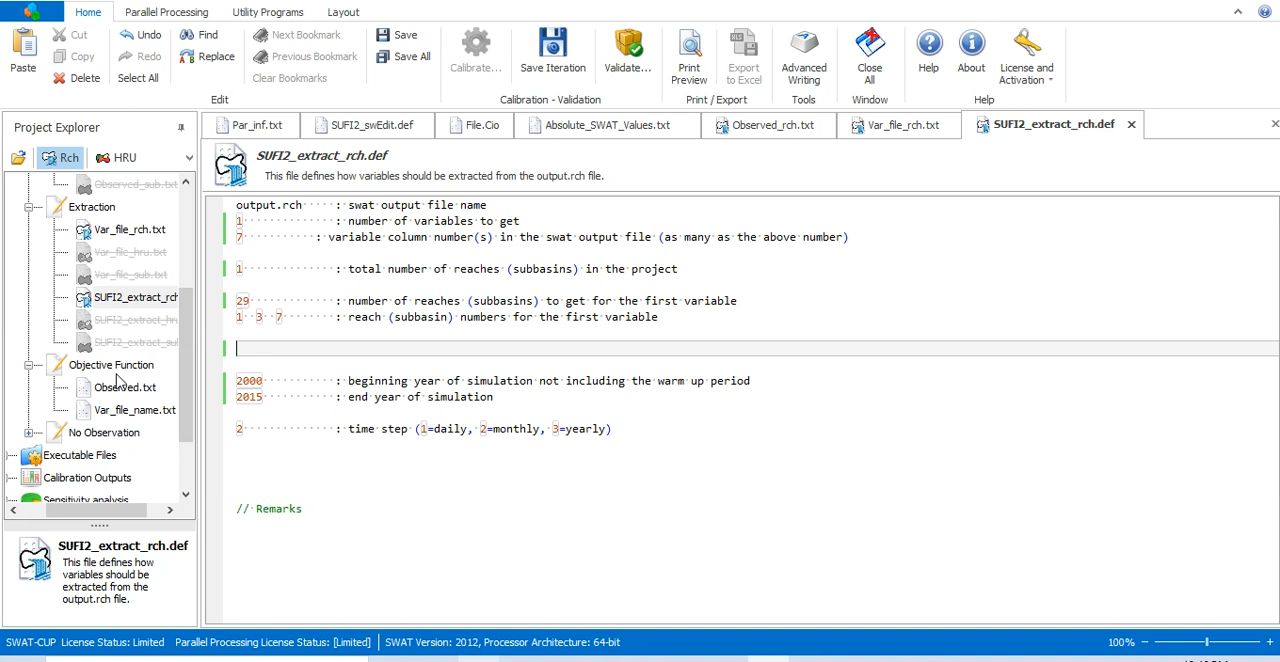 Home Parallel Processing Utility Programs Layout
Paste
Cut
Copy
Delete
Undo
Redo
Select All
Find
Replace
Edit
Next Bookmark
Previous Bookmark
Clear Bookmarks
Save
Save All
Calibrate...
Save Iteration
Validate...
Calibration - Validation
Print Preview
Export to Excel
Print / Export
Advanced Writing
Tools
Close All
Window
Help
About
License and Activation
Help
Project Explorer
Rch HRU
Observed_sub.txt
Extraction
Var_file_rch.txt
Var_file_hru.txt
Var_file_sub.txt
SUFI2_extract_rch
SUFI2_extract_hru
SUFI2_extract_sul
Objective Function
Observed.txt
Var_file_name.txt
No Observation
Executable Files
Calibration Outputs
Sensitivity analysis
SUFI2_extract_rch.def
This file defines how
variables should be
extracted from the
output.rch file.
Par_inf.txt SUFI2_swEdit.def File.Cio Absolute_SWAT_Values.txt Observed_rch.txt Var_file_rch.txt SUFI2_extract_rch.def
SUFI2_extract_rch.def
This file defines how variables should be extracted from the output.rch file.
output.rch : swat output file name
1 : number of variables to get
7 : variable column number(s) in the swat output file (as many as the above number)
1 : total number of reaches (subbasins) in the project
29 : number of reaches (subbasins) to get for the first variable
1 3 7 : reach (subbasin) numbers for the first variable
2000 : beginning year of simulation not including the warm up period
2015 : end year of simulation
2 : time step (1=daily, 2=monthly, 3=yearly)
// Remarks
SWAT-CUP License Status: Limited Parallel Processing License Status: [Limited] SWAT Version: 2012, Processor Architecture: 64-bit 100%